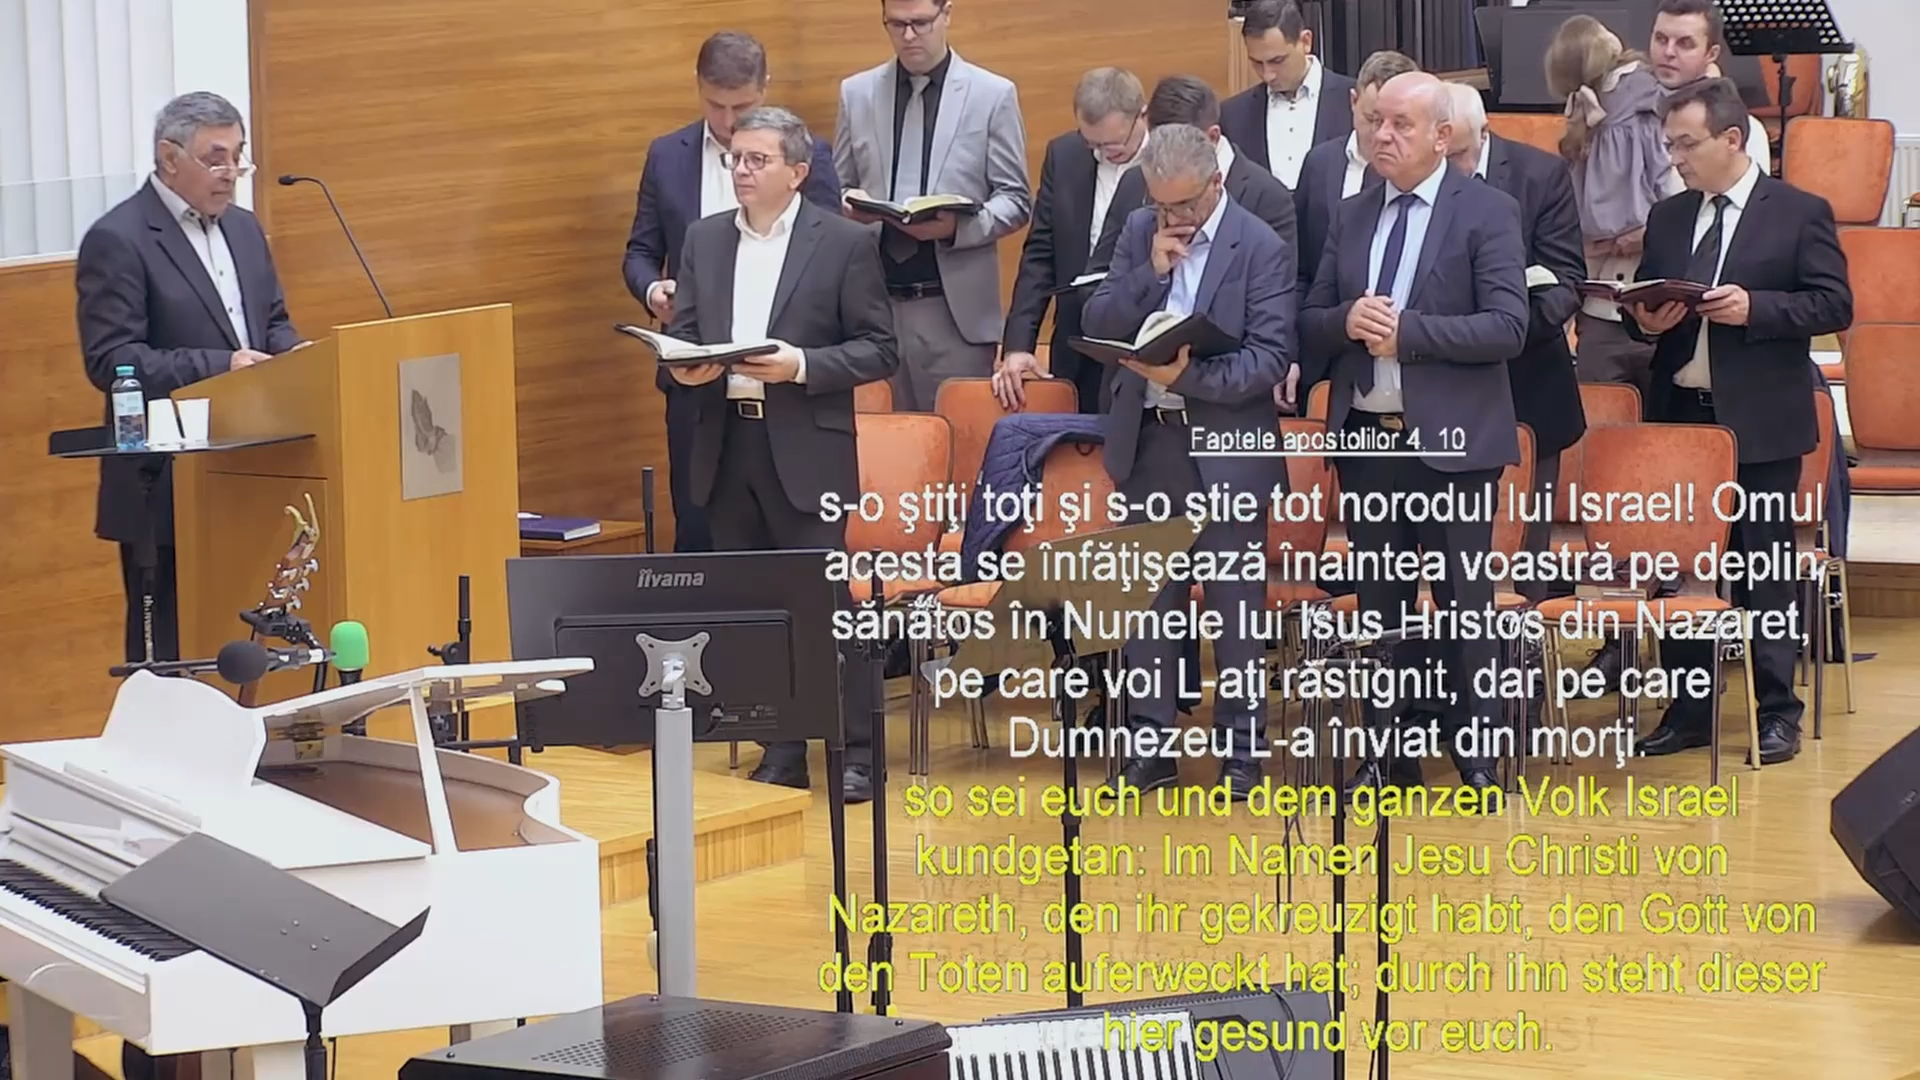 Faptele apostolilor 4, 10
s-o ştiţi toţi şi s-o ştie tot norodul lui Israel! Omul
acesta se înfăţişează înaintea voastră pe deplin
sănătos în Numele lui Isus Hristos din Nazaret,
pe care voi L-aţi răstignit, dar pe care
Dumnezeu L-a înviat din morţi.
so sei euch und dem ganzen Volk Israel
kundgetan: Im Namen Jesu Christi von
Nazareth, den ihr gekreuzigt habt, den Gott von
den Toten auferweckt hat; durch ihn steht dieser
hier gesund vor euch.
iiyama